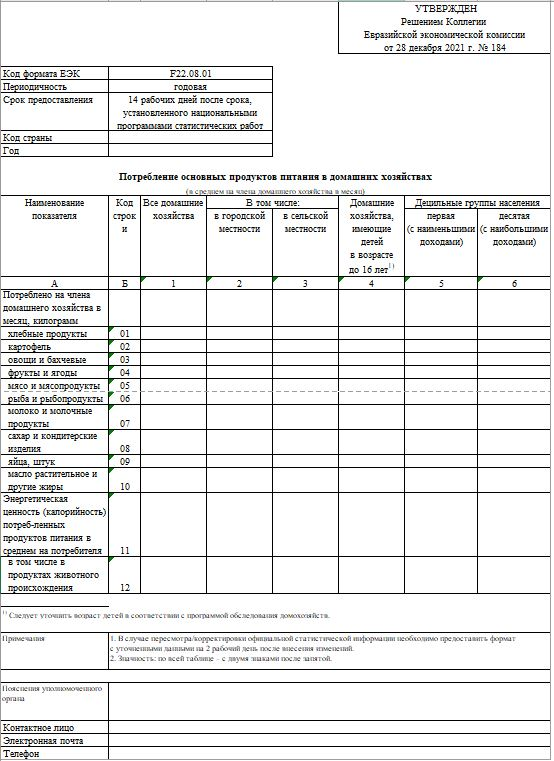 УТВЕРЖДЕН
Решением Коллегии
Евразийской экономической комиссии
от 28 декабря 2021 г. № 184
Код формата ЕЭК F22.08.01
Периодичность годовая
Срок предоставления 14 рабочих дней после срока,
установленного национальными
программами статистических работ
Код страны
Год
Потребление основных продуктов питания в домашних хозяйствах
(в среднем на члена домашнего хозяйства в месяц)
Наименование Код Все домашние В том числе: Домашние Децильные группы населения
показателя строк хозяйства в городской в сельской хозяйства, первая десятая
и местности местности имеющие (с наименьшими (с наибольшими
детей доходами) доходами)
в возрасте
до 16 лет1)
А Б 1 2 3 4 5 6
Потреблено на члена
домашнего хозяйства в
месяц, килограмм
хлебные продукты 01
картофель 02
овощи и бахчевые 03
фрукты и ягоды 04
мясо и мясопродукты 05
рыба и рыбопродукты 06
молоко и молочные
продукты 07
сахар и кондитерские
изделия 08
яйца, штук 09
масло растительное и
другие жиры 10
Энергетическая
ценность (калорийность)
потреб-ленных
продуктов питания в
среднем на потребителя 11
в том числе в
продуктах животного
происхождения 12
1) Следует уточнить возраст детей в соответствии с программой обследования домохозяйств.
Примечания 1. В случае пересмотра/корректировки официальной статистической информации необходимо предоставить формат
с уточненными данными на 2 рабочий день после внесения изменений.
2. Значность: по всей таблице – с двумя знаками после запятой.
Пояснения уполномоченного
органа
Контактное лицо
Электронная почта
Телефон